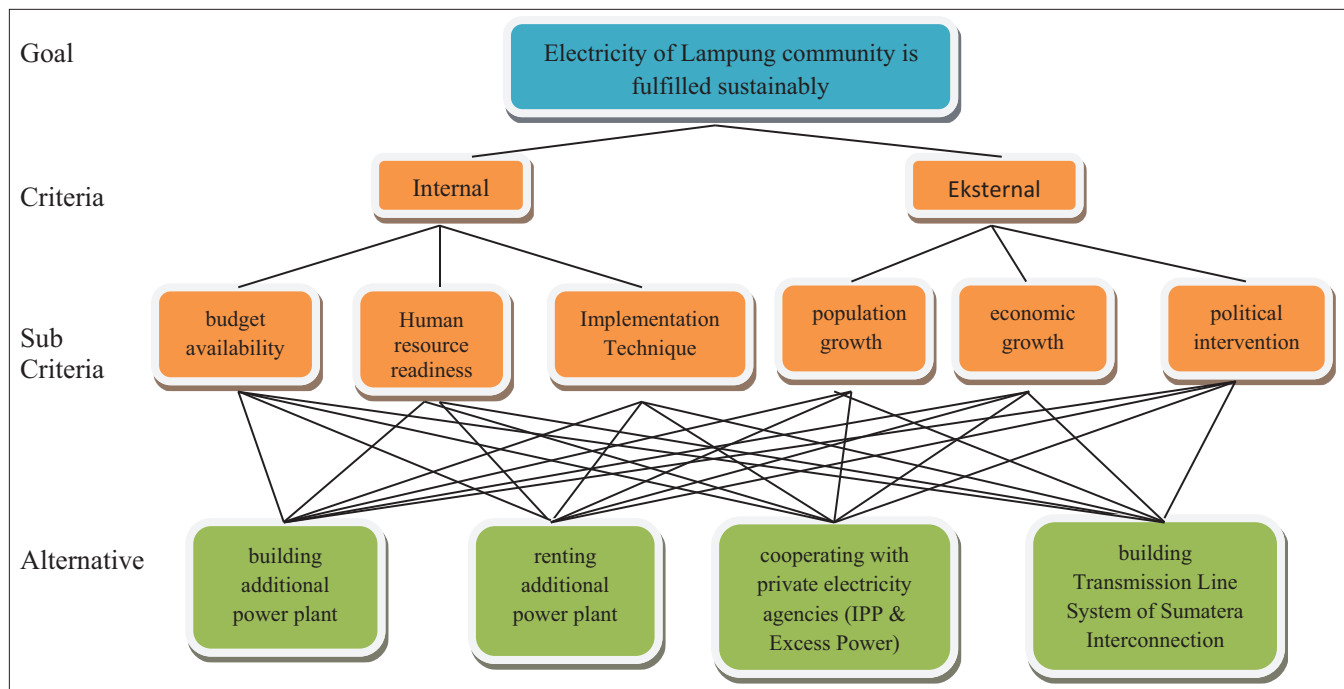 Goal
Electricity of Lampung community is
fulfilled sustainably
Criteria
Internal
Eksternal
Sub
Criteria
budget
availability
Human
resource
readiness
Implementation
Technique
population
growth
economic
growth
political
intervention
Alternative
building
additional
power plant
renting
additional
power plant
cooperating with
private electricity
agencies (IPP &
Excess Power)
building
Transmission Line
System of Sumatera
Interconnection